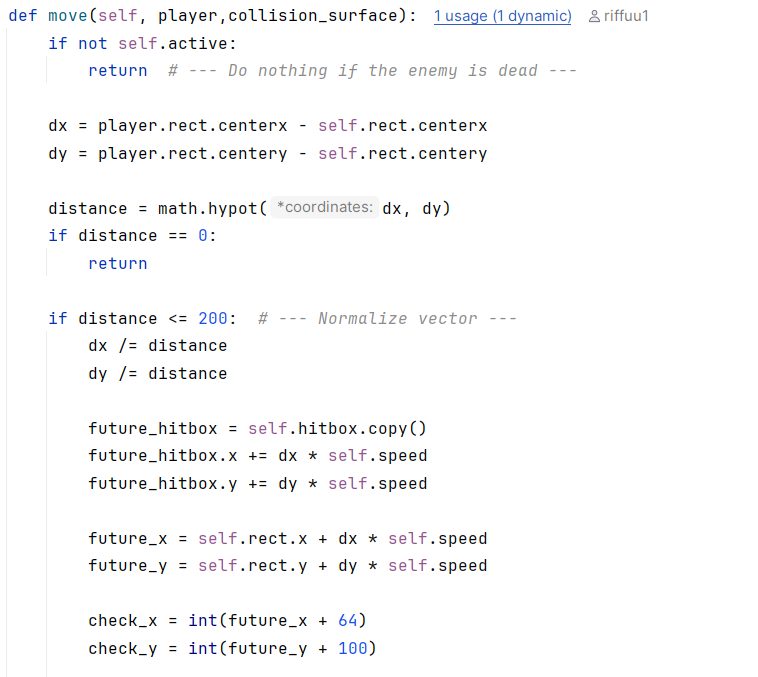 def move(self, player,collision_surface):  1 usage (1 dynamic)  riffuu1
    if not self.active:
        return  # --- Do nothing if the enemy is dead ---

    dx = player.rect.centerx - self.rect.centerx
    dy = player.rect.centery - self.rect.centery

    distance = math.hypot( *coordinates: dx, dy)
    if distance == 0:
        return

    if distance <= 200:  # --- Normalize vector ---
        dx /= distance
        dy /= distance

        future_hitbox = self.hitbox.copy()
        future_hitbox.x += dx * self.speed
        future_hitbox.y += dy * self.speed

        future_x = self.rect.x + dx * self.speed
        future_y = self.rect.y + dy * self.speed

        check_x = int(future_x + 64)
        check_y = int(future_y + 100)